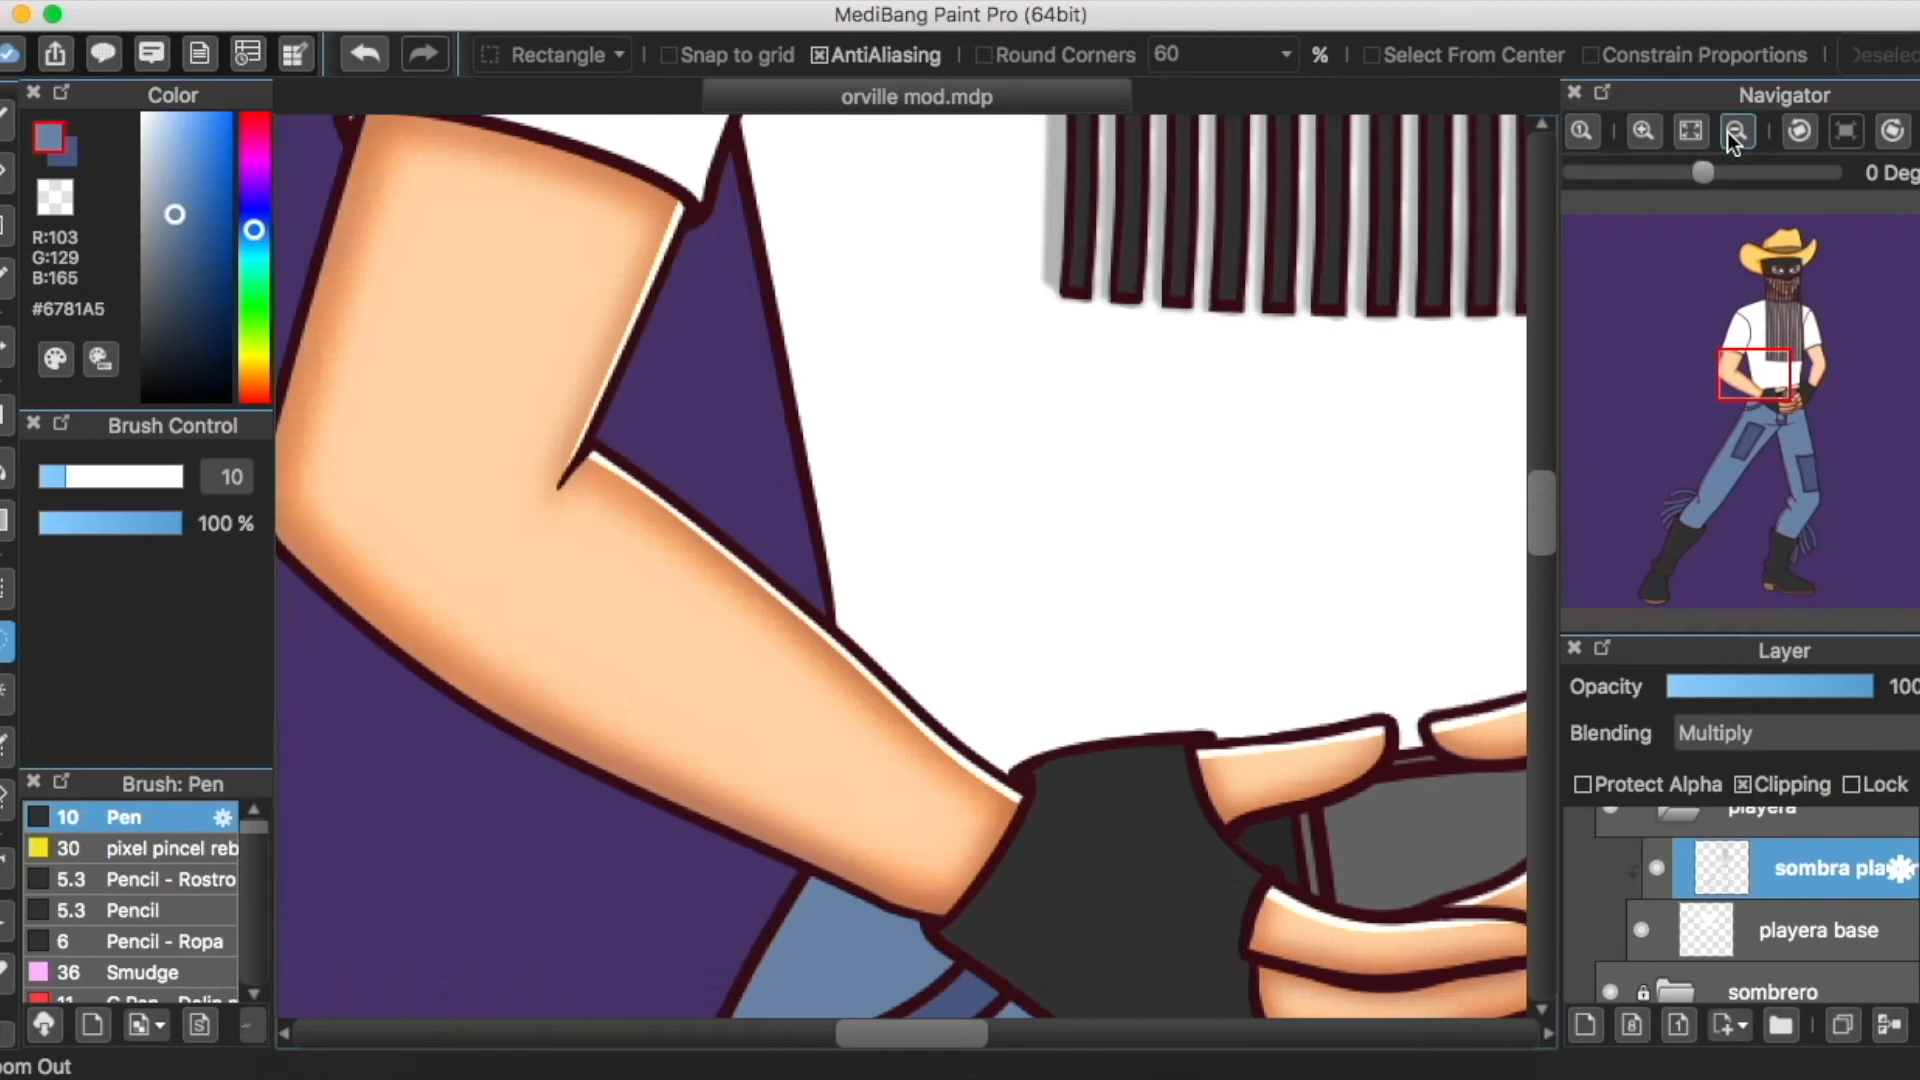 MediBang Paint Pro (64bit)
Rectangle Snap to grid AntiAliasing Round Corners 60 % Select From Center Constrain Proportions Deselec
Color
orville mod.mdp
Navigator
0 Deg
R:103
G:129
B:165
#6781A5
Brush Control
10
100 %
Layer
Opacity 100
Blending Multiply
Protect Alpha Clipping Lock
playera
sombra pla
playera base
sombrero
Brush: Pen
10 Pen
30 pixel pincel reb
5.3 Pencil - Rostro
5.3 Pencil
6 Pencil - Ropa
36 Smudge
oom Out